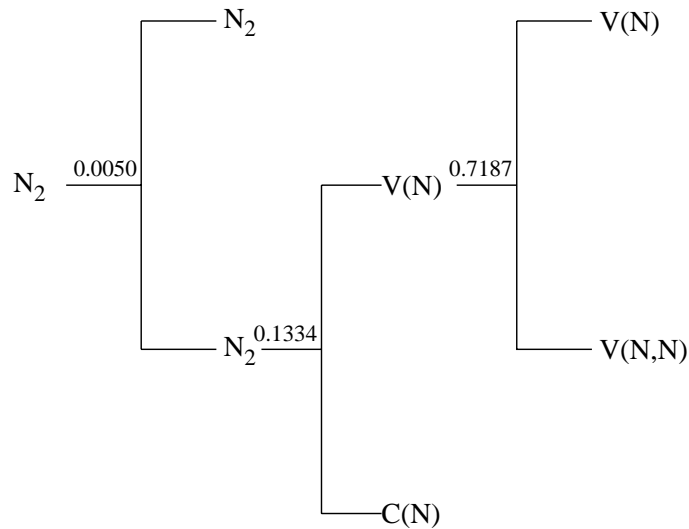 N₂
V(N)
0.0050
0.7187
N₂
V(N)
0.1334
N₂
V(N,N)
C(N)